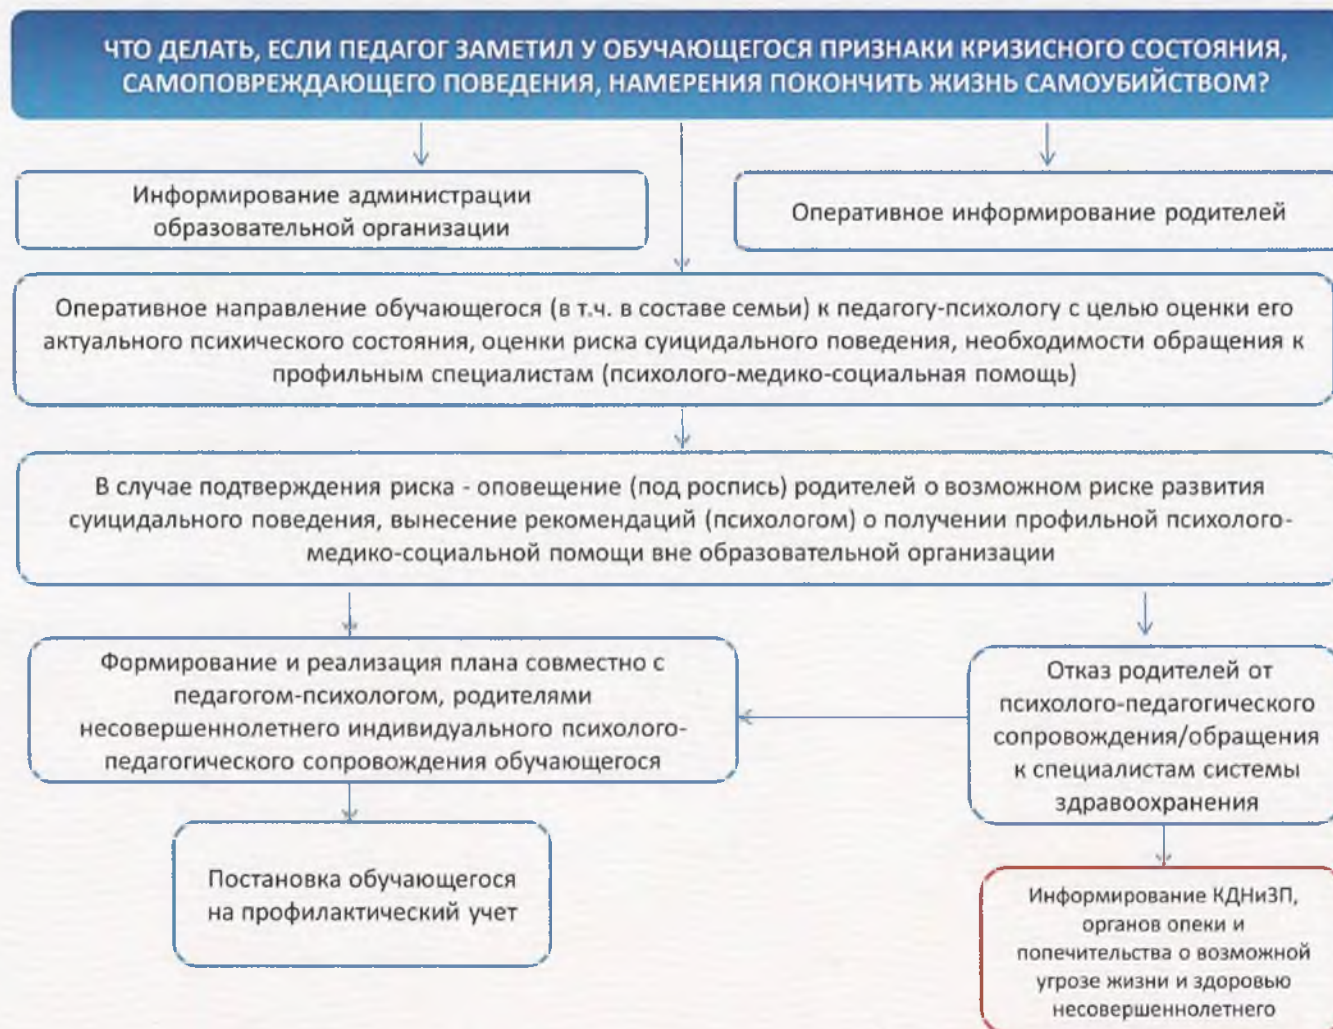 ЧТО ДЕЛАТЬ, ЕСЛИ ПЕДАГОГ ЗАМЕТИЛ У ОБУЧАЮЩЕГОСЯ ПРИЗНАКИ КРИЗИСНОГО СОСТОЯНИЯ,
САМОПОВРЕЖДАЮЩЕГО ПОВЕДЕНИЯ, НАМЕРЕНИЯ ПОКОНЧИТЬ ЖИЗНЬ САМОУБИЙСТВОМ?
Информирование администрации
образовательной организации
Оперативное информирование родителей
Оперативное направление обучающегося (в т.ч. в составе семьи) к педагогу-психологу с целью оценки его
актуального психического состояния, оценки риска суицидального поведения, необходимости обращения к
профильным специалистам (психолого-медико-социальная помощь)
В случае подтверждения риска - оповещение (под роспись) родителей о возможном риске развития
суицидального поведения, вынесение рекомендаций (психологом) о получении профильной психолого-
медико-социальной помощи вне образовательной организации
Формирование и реализация плана совместно с
педагогом-психологом, родителями
несовершеннолетнего индивидуального психолого-
педагогического сопровождения обучающегося
Отказ родителей от
психолого-педагогического
сопровождения/обращения
к специалистам системы
здравоохранения
Постановка обучающегося
на профилактический учет
Информирование КДНиЗП,
органов опеки и
попечительства о возможной
угрозе жизни и здоровью
несовершеннолетнего